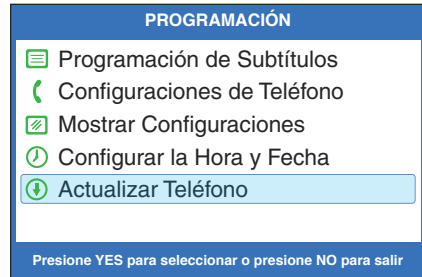 PROGRAMACIÓN
Programación de Subtítulos
Configuraciones de Teléfono
Mostrar Configuraciones
Configurar la Hora y Fecha
Actualizar Teléfono
Presione YES para seleccionar o presione NO para salir